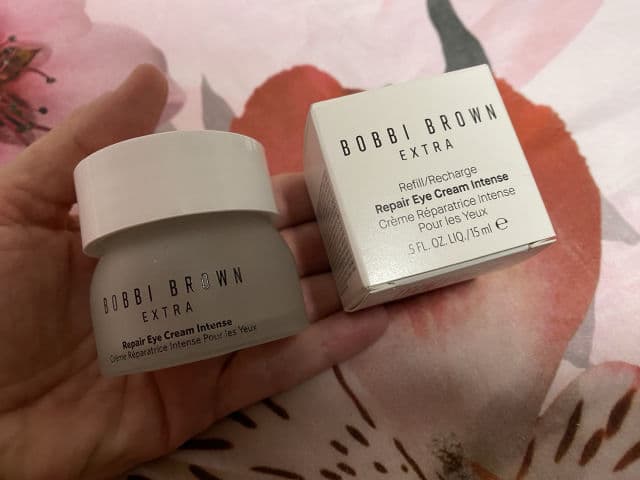 BOBBI BROWN
EXTRA
Repair Eye Cream Intense
Crème Réparatrice Intense Pour les Yeux
BOBBI BROWN
EXTRA
Refill/Recharge
Repair Eye Cream Intense
Crème Réparatrice Intense
Pour les Yeux
.5 FL. OZ. LIQ./15 ml ℮